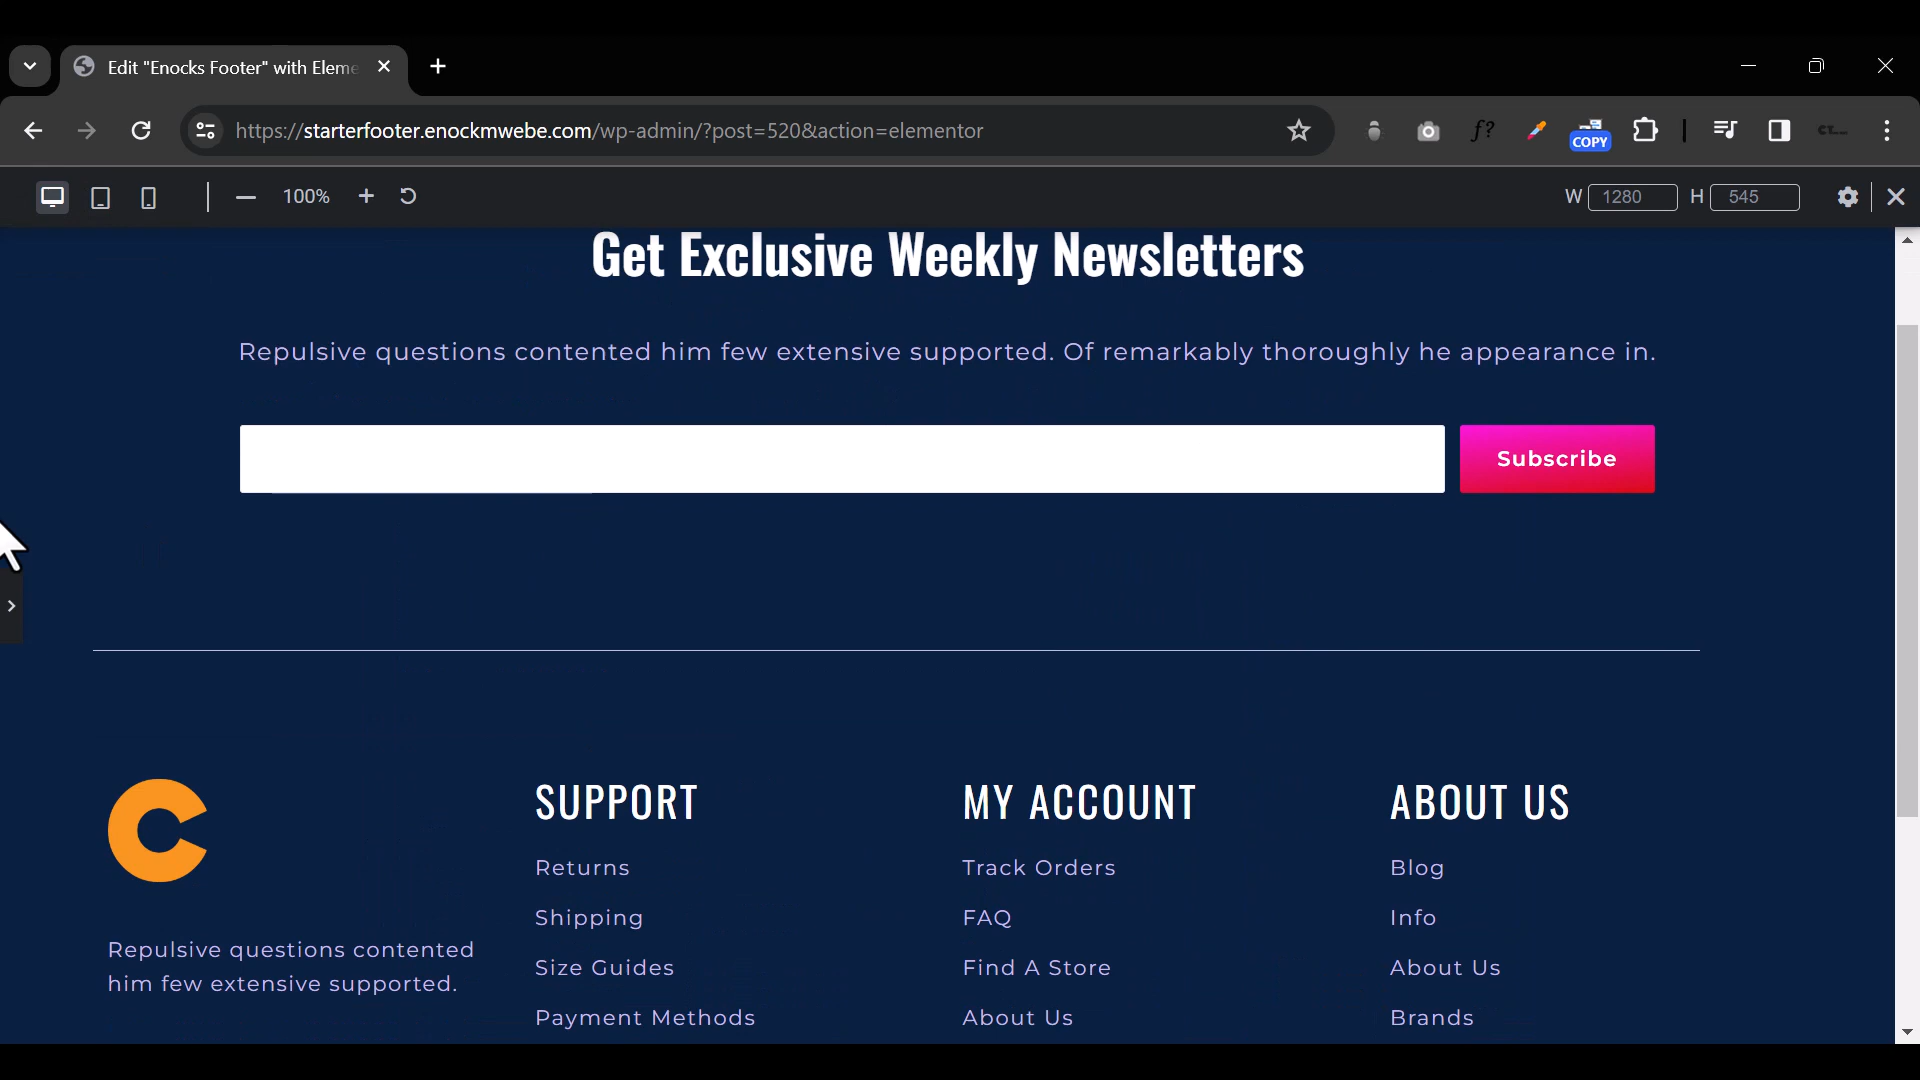 Edit "Enocks Footer" with Eleme
https://starterfooter.enockmwebe.com/wp-admin/?post=520&action=elementor
f?
COPY
100%
W 1280 H 545
Get Exclusive Weekly Newsletters
Repulsive questions contented him few extensive supported. Of remarkably thoroughly he appearance in.
Subscribe
SUPPORT
Returns
Shipping
Size Guides
Payment Methods
MY ACCOUNT
Track Orders
FAQ
Find A Store
About Us
ABOUT US
Blog
Info
About Us
Brands
Repulsive questions contented
him few extensive supported.